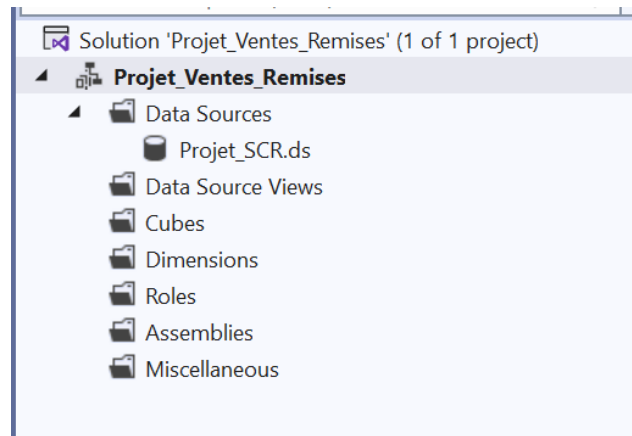 Solution 'Projet_Ventes_Remises' (1 of 1 project)
Projet_Ventes_Remises
Data Sources
Projet_SCR.ds
Data Source Views
Cubes
Dimensions
Roles
Assemblies
Miscellaneous